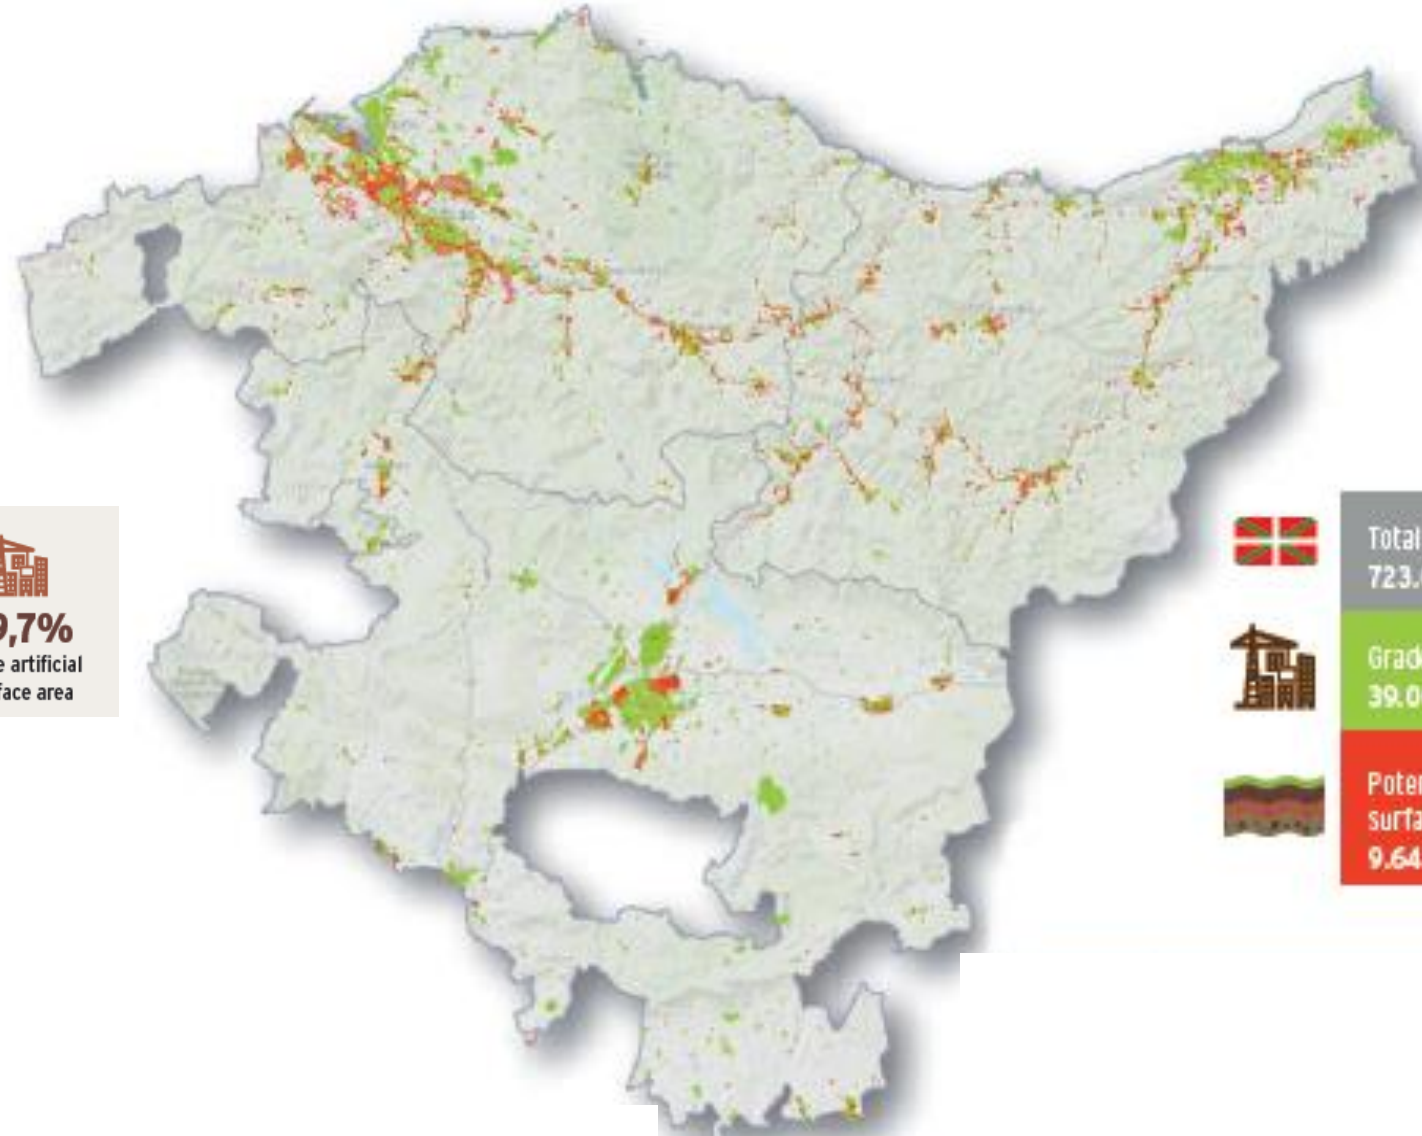 9,7%
e artificial
face area
Total
723.
Grad
39.0
Poter
surfa
9.64